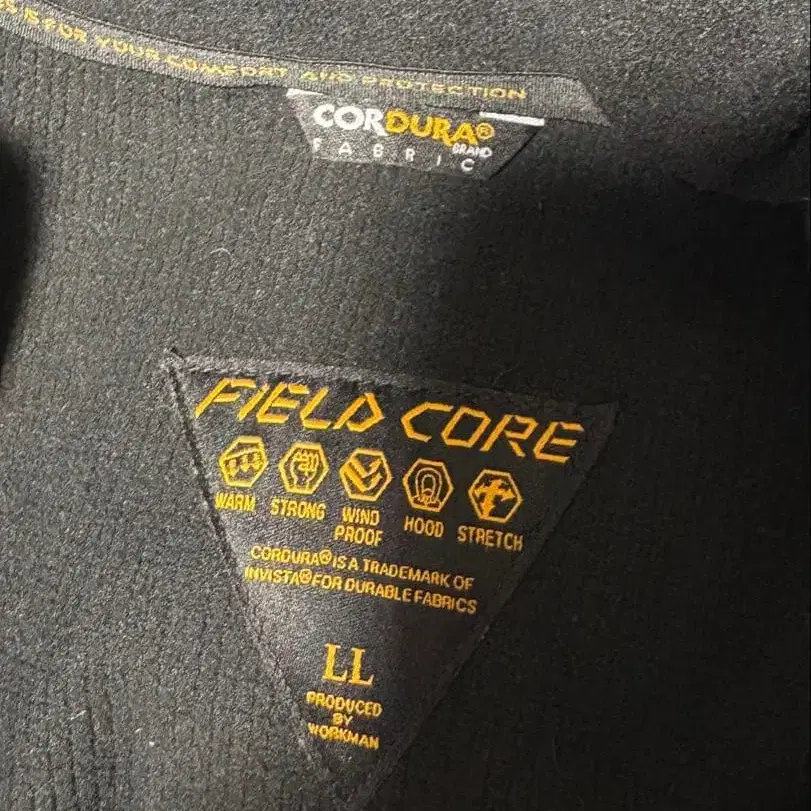 IS FOR YOUR COMFORT AND PROTECTION
CORDURA®
BRAND
FABRIC
FIELD CORE
WARM STRONG WIND PROOF HOOD STRETCH
CORDURA® IS A TRADEMARK OF
INVISTA® FOR DURABLE FABRICS
LL
PRODUCED
BY
WORKMAN